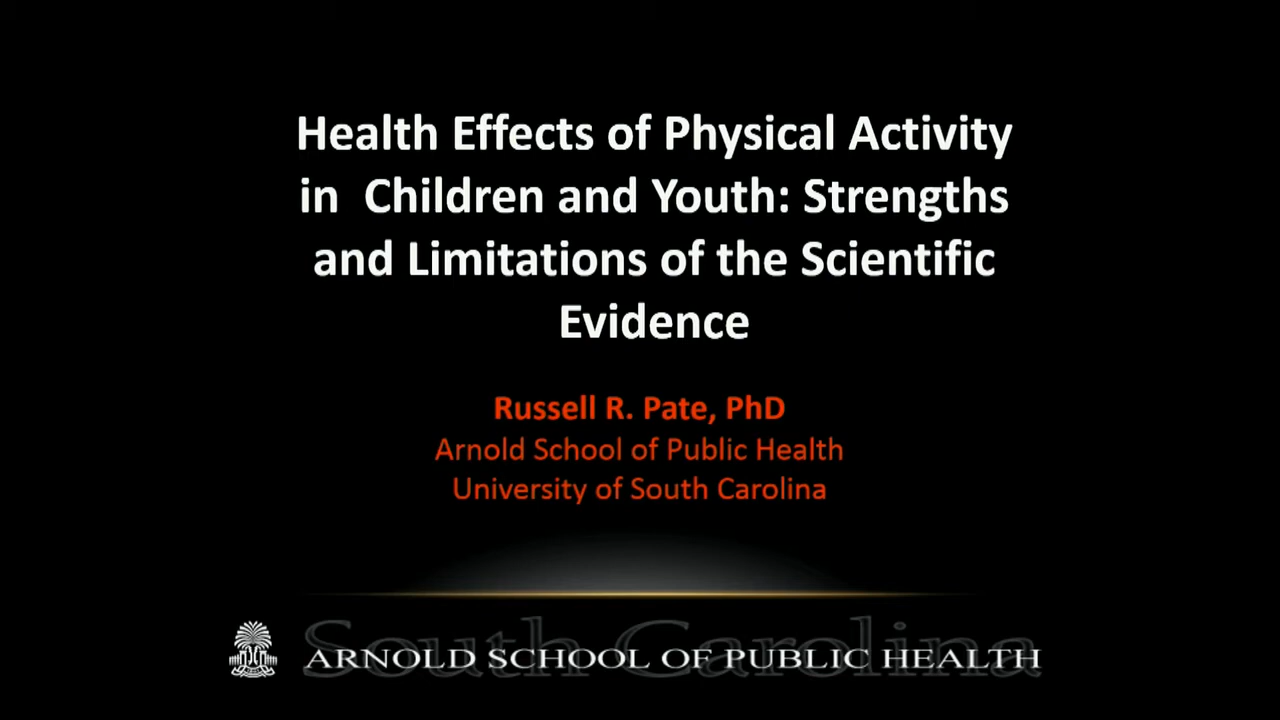 Health Effects of Physical Activity
in  Children and Youth: Strengths
and Limitations of the Scientific
Evidence
Russell R. Pate, PhD
Arnold School of Public Health
University of South Carolina
South Carolina
ARNOLD SCHOOL OF PUBLIC HEALTH